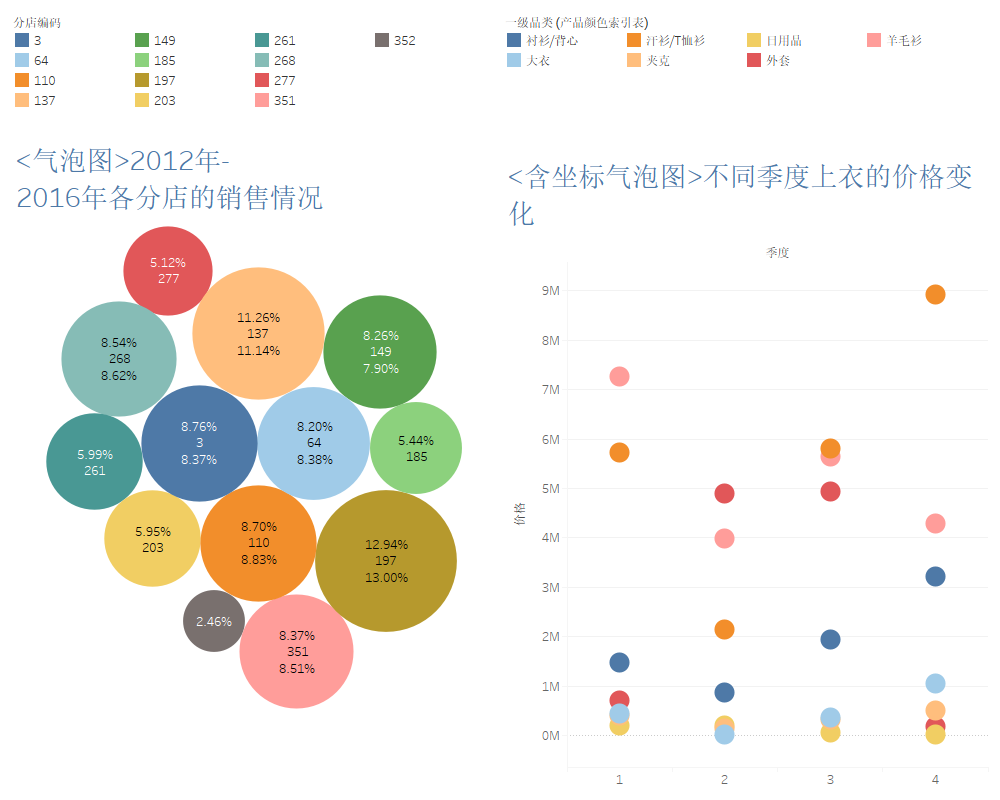 分店编码
3
64
110
137
149
185
197
203
261
268
277
351
352
一级品类 (产品颜色索引表)
衬衫/背心
大衣
汗衫/T恤衫
夹克
日用品
外套
羊毛衫
<气泡图>2012年-
2016年各分店的销售情况
5.12%
277
11.26%
137
11.14%
8.26%
149
7.90%
8.54%
268
8.62%
8.76%
3
8.37%
8.20%
64
8.38%
5.44%
185
5.99%
261
5.95%
203
8.70%
110
8.83%
12.94%
197
13.00%
2.46%
8.37%
351
8.51%
<含坐标气泡图>不同季度上衣的价格变
化
季度
价格
9M
8M
7M
6M
5M
4M
3M
2M
1M
0M
1
2
3
4